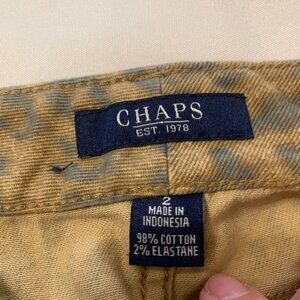 CHAPS
EST. 1978
2
MADE IN
INDONESIA
98% COTTON
2% ELASTANE